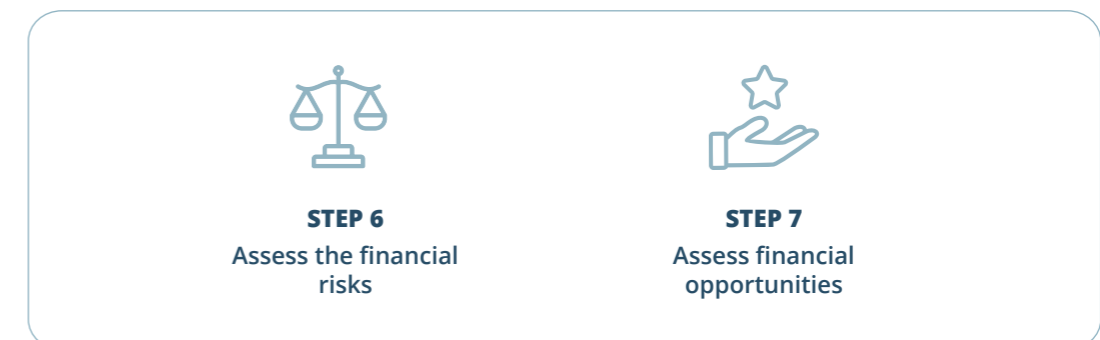 STEP 6
Assess the financial
risks
STEP 7
Assess financial
opportunities